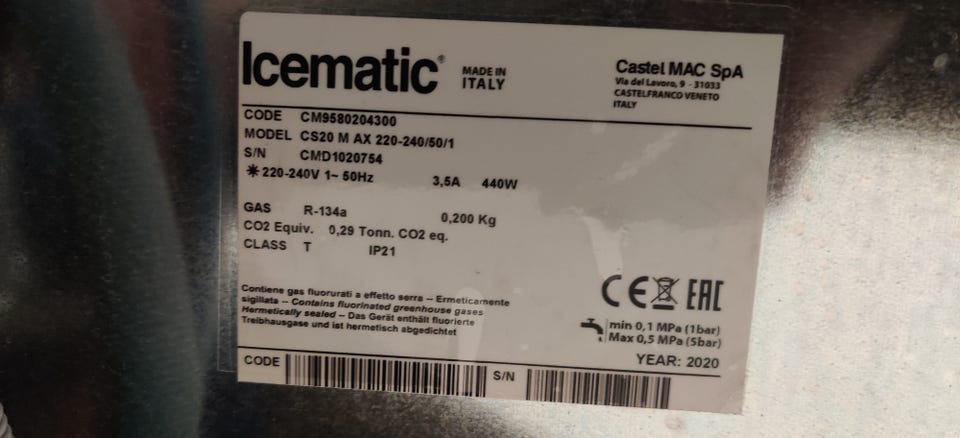 Icematic®
MADE IN
ITALY
Castel MAC SpA
Via del Lavoro, 9 - 31033
CASTELFRANCO VENETO
ITALY
CODE CM9580204300
MODEL CS20 M AX 220-240/50/1
S/N CMD1020754
✳ 220-240V 1~ 50Hz 3,5A 440W
GAS R-134a 0,200 Kg
CO2 Equiv. 0,29 Tonn. CO2 eq.
CLASS T IP21
Contiene gas fluorurati a effetto serra -- Ermeticamente
sigillata -- Contains fluorinated greenhouse gases
Hermetically sealed -- Das Gerät enthält fluorierte
Treibhausgase und ist hermetisch abgedichtet
CE EAC
min 0,1 MPa (1bar)
Max 0,5 MPa (5bar)
YEAR: 2020
CODE S/N